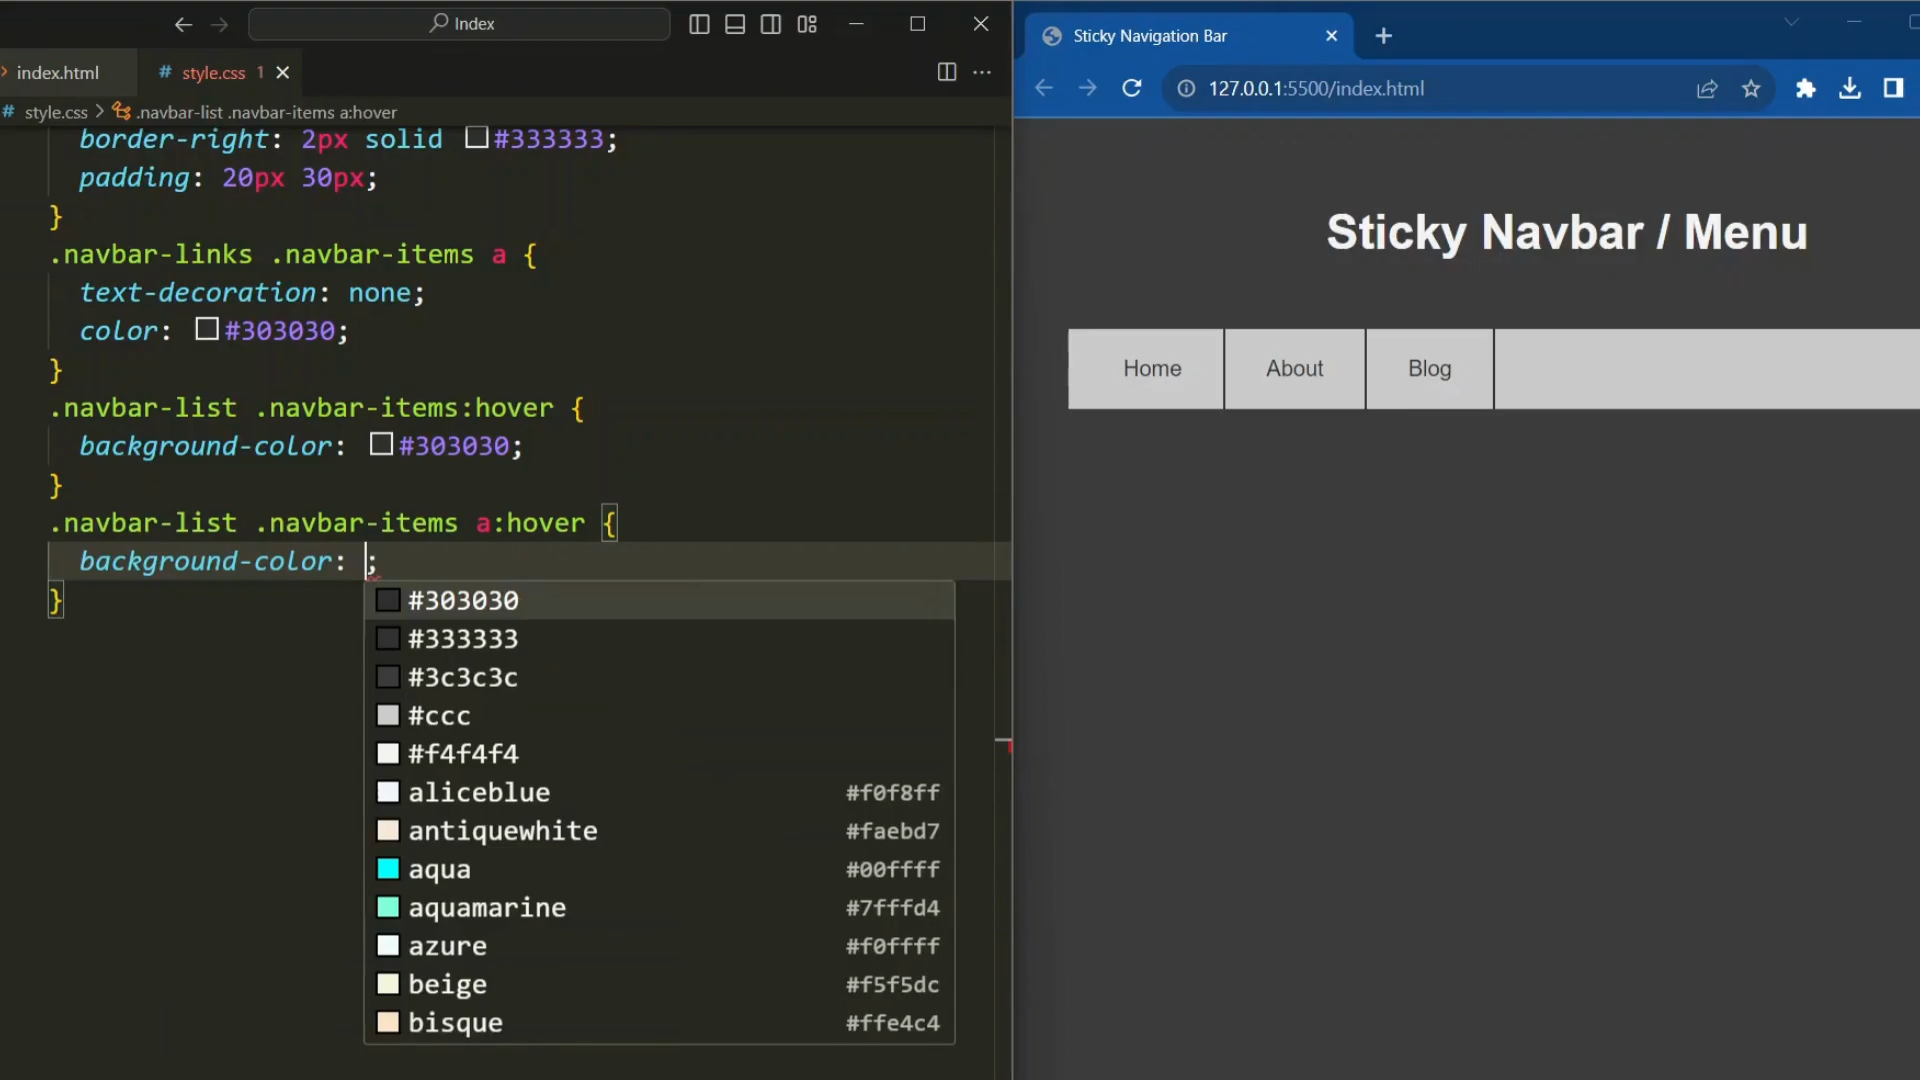 Index
index.html
style.css 1
style.css .navbar-list .navbar-items a:hover
border-right: 2px solid #333333;
padding: 20px 30px;
}
.navbar-links .navbar-items a {
text-decoration: none;
color: #303030;
}
.navbar-list .navbar-items:hover {
background-color: #303030;
}
.navbar-list .navbar-items a:hover {
background-color: ;
}
#303030
#333333
#3c3c3c
#ccc
#f4f4f4
aliceblue #f0f8ff
antiquewhite #faebd7
aqua #00ffff
aquamarine #7fffd4
azure #f0ffff
beige #f5f5dc
bisque #ffe4c4
Sticky Navigation Bar
127.0.0.1:5500/index.html
Sticky Navbar / Menu
Home About Blog